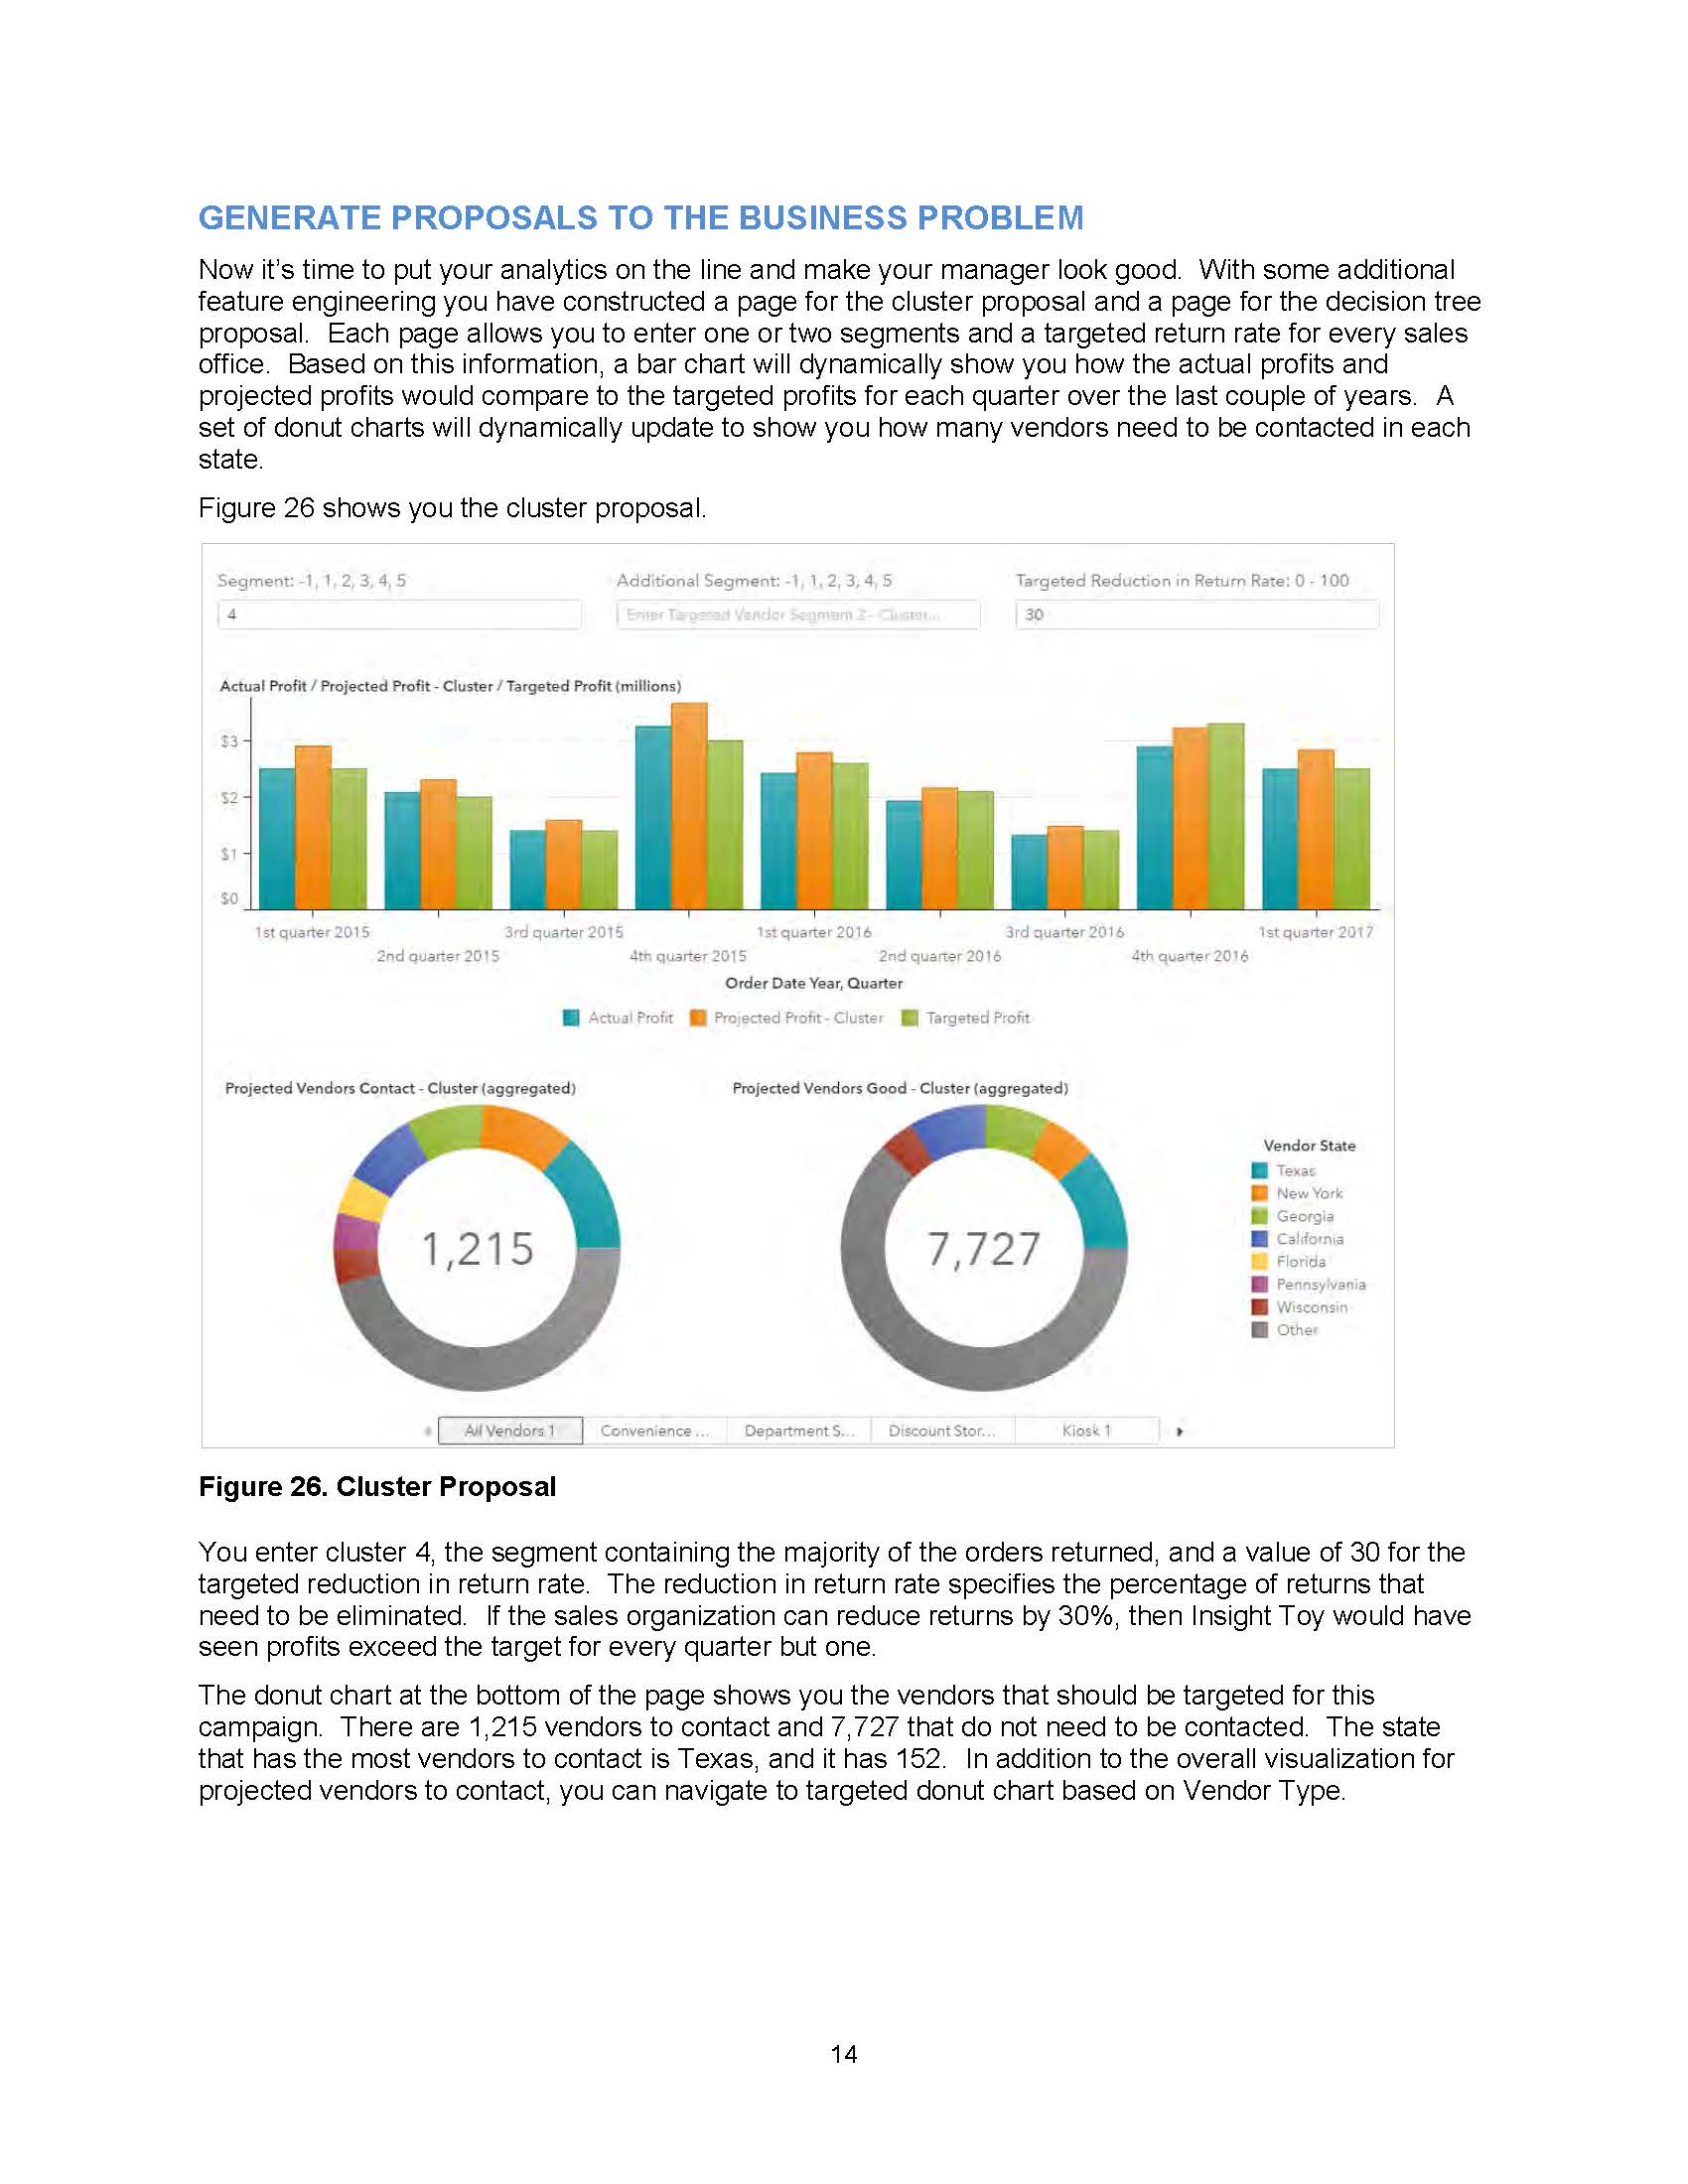 GENERATE PROPOSALS TO THE BUSINESS PROBLEM
Now it's time to put your analytics on the line and make your manager look good.  With some additional
feature engineering you have constructed a page for the cluster proposal and a page for the decision tree
proposal.  Each page allows you to enter one or two segments and a targeted return rate for every sales
office.  Based on this information, a bar chart will dynamically show you how the actual profits and
projected profits would compare to the targeted profits for each quarter over the last couple of years.  A
set of donut charts will dynamically update to show you how many vendors need to be contacted in each
state.
Figure 26 shows you the cluster proposal.
Segment: -1, 1, 2, 3, 4, 5
Additional Segment: -1, 1, 2, 3, 4, 5
Targeted Reduction in Return Rate: 0 - 100
4
Enter Targeted Vendor Segment 2 - Cluster...
30
Actual Profit / Projected Profit - Cluster / Targeted Profit (millions)
$3
$2
$1
$0
1st quarter 2015
2nd quarter 2015
3rd quarter 2015
4th quarter 2015
1st quarter 2016
2nd quarter 2016
3rd quarter 2016
4th quarter 2016
1st quarter 2017
Order Date Year, Quarter
Actual Profit
Projected Profit - Cluster
Targeted Profit
Projected Vendors Contact - Cluster (aggregated)
1,215
Projected Vendors Good - Cluster (aggregated)
7,727
Vendor State
Texas
New York
Georgia
California
Florida
Pennsylvania
Wisconsin
Other
All Vendors 1
Convenience ...
Department S...
Discount Stor...
Kiosk 1
Figure 26. Cluster Proposal
You enter cluster 4, the segment containing the majority of the orders returned, and a value of 30 for the
targeted reduction in return rate.  The reduction in return rate specifies the percentage of returns that
need to be eliminated.  If the sales organization can reduce returns by 30%, then Insight Toy would have
seen profits exceed the target for every quarter but one.
The donut chart at the bottom of the page shows you the vendors that should be targeted for this
campaign.  There are 1,215 vendors to contact and 7,727 that do not need to be contacted.  The state
that has the most vendors to contact is Texas, and it has 152.  In addition to the overall visualization for
projected vendors to contact, you can navigate to targeted donut chart based on Vendor Type.
14